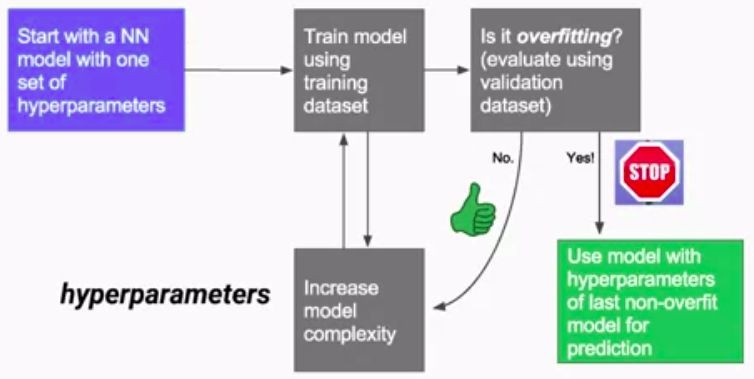 Start with a NN
model with one
set of
hyperparameters
Train model
using
training
dataset
Is it overfitting?
(evaluate using
validation
dataset)
No.
Yes!
STOP
hyperparameters
Increase
model
complexity
Use model with
hyperparameters
of last non-overfit
model for
prediction